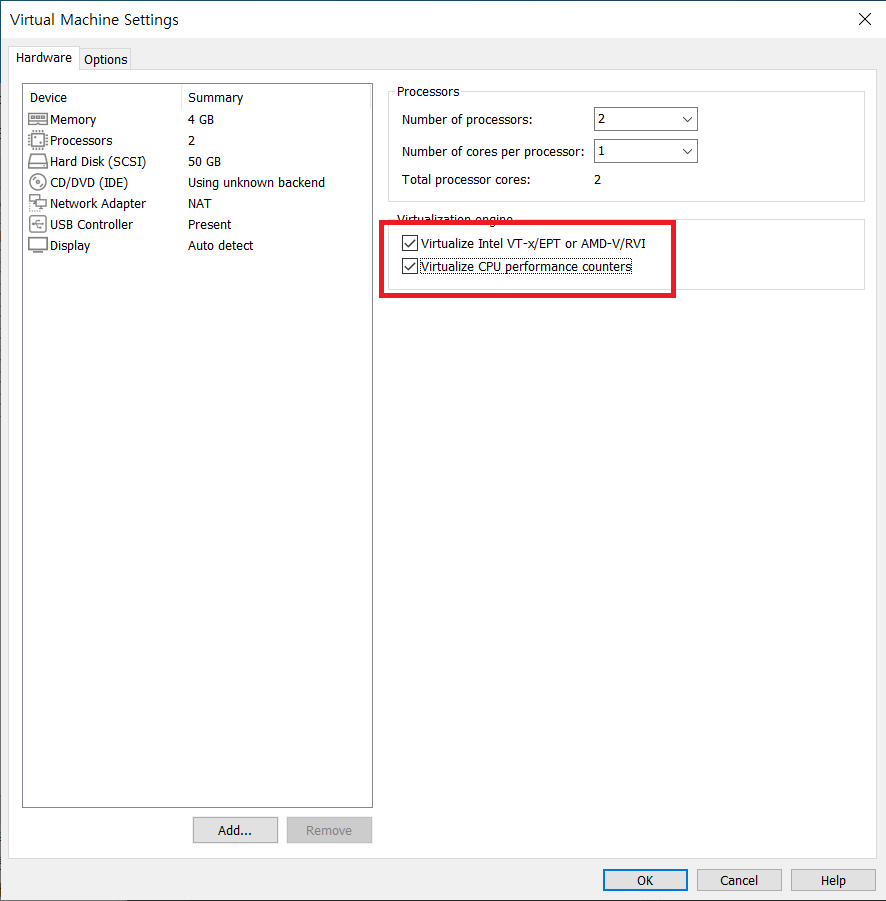 Virtual Machine Settings
Hardware
Options
Device Summary
Memory 4 GB
Processors 2
Hard Disk (SCSI) 50 GB
CD/DVD (IDE) Using unknown backend
Network Adapter NAT
USB Controller Present
Display Auto detect
Add...
Remove
Processors
Number of processors: 2
Number of cores per processor: 1
Total processor cores: 2
Virtualization engine
Virtualize Intel VT-x/EPT or AMD-V/RVI
Virtualize CPU performance counters
OK
Cancel
Help